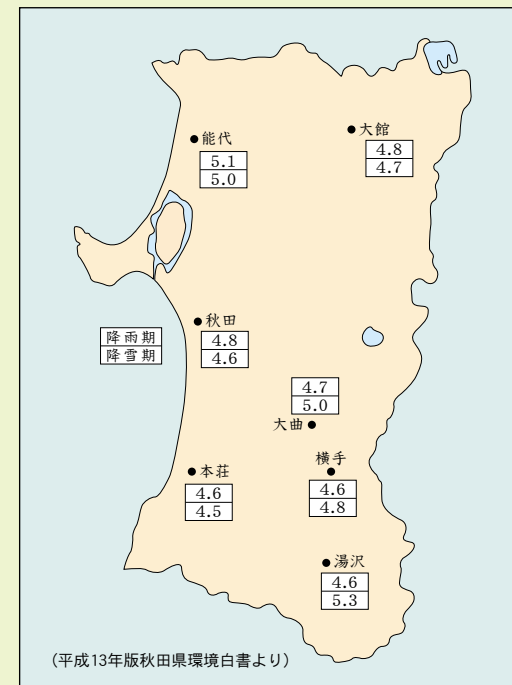 能代
5.1
5.0
大館
4.8
4.7
秋田
4.8
4.6
降雨期
降雪期
4.7
5.0
大曲
本荘
4.6
4.5
横手
4.6
4.8
湯沢
4.6
5.3
(平成13年版秋田県環境白書より)